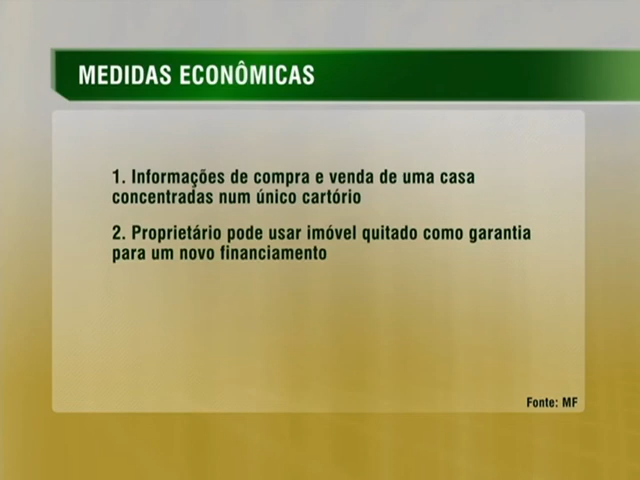 MEDIDAS ECONÔMICAS
1. Informações de compra e venda de uma casa
concentradas num único cartório
2. Proprietário pode usar imóvel quitado como garantia
para um novo financiamento
Fonte: MF